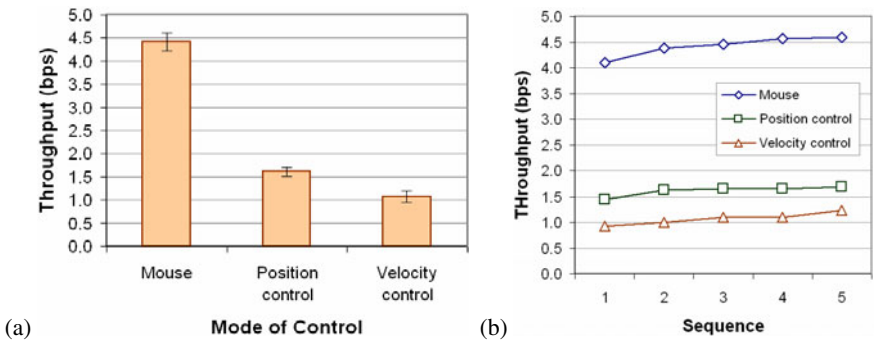 5.0
4.5
4.0
3.5
3.0
2.5
2.0
1.5
1.0
0.5
0.0
Throughput (bps)
Mouse
Position control
Velocity control
Mode of Control
(a)
5.0
4.5
4.0
3.5
3.0
2.5
2.0
1.5
1.0
0.5
0.0
THroughput (bps)
Mouse
Position control
Velocity control
1 2 3 4 5
Sequence
(b)